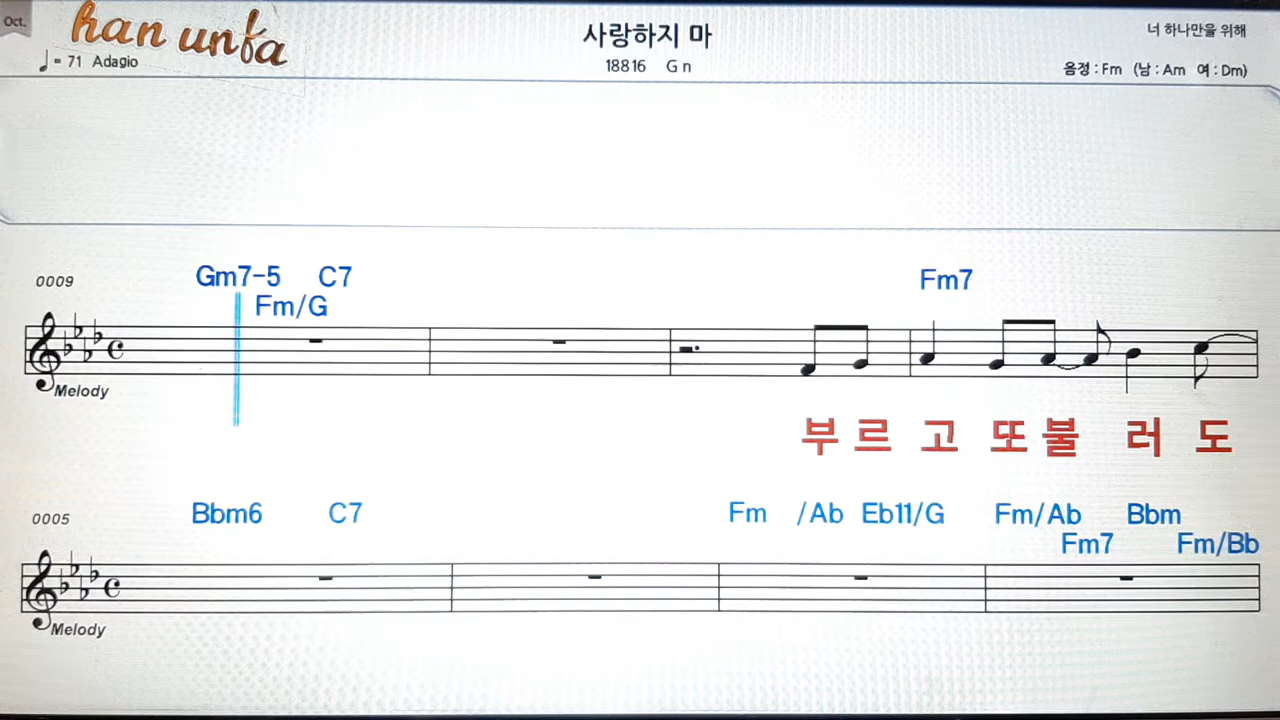 Oct.
han unfa
♩ = 71 Adagio
사랑하지 마
18816 G n
너 하나만을 위해
음정 : Fm (남 : Am 여 : Dm)
0009
Gm7-5 C7 Fm7
Fm/G
Melody
부 르 고 또 불 러 도
0005
Bbm6 C7 Fm /Ab Eb11/G Fm/Ab Bbm
Fm7 Fm/Bb
Melody